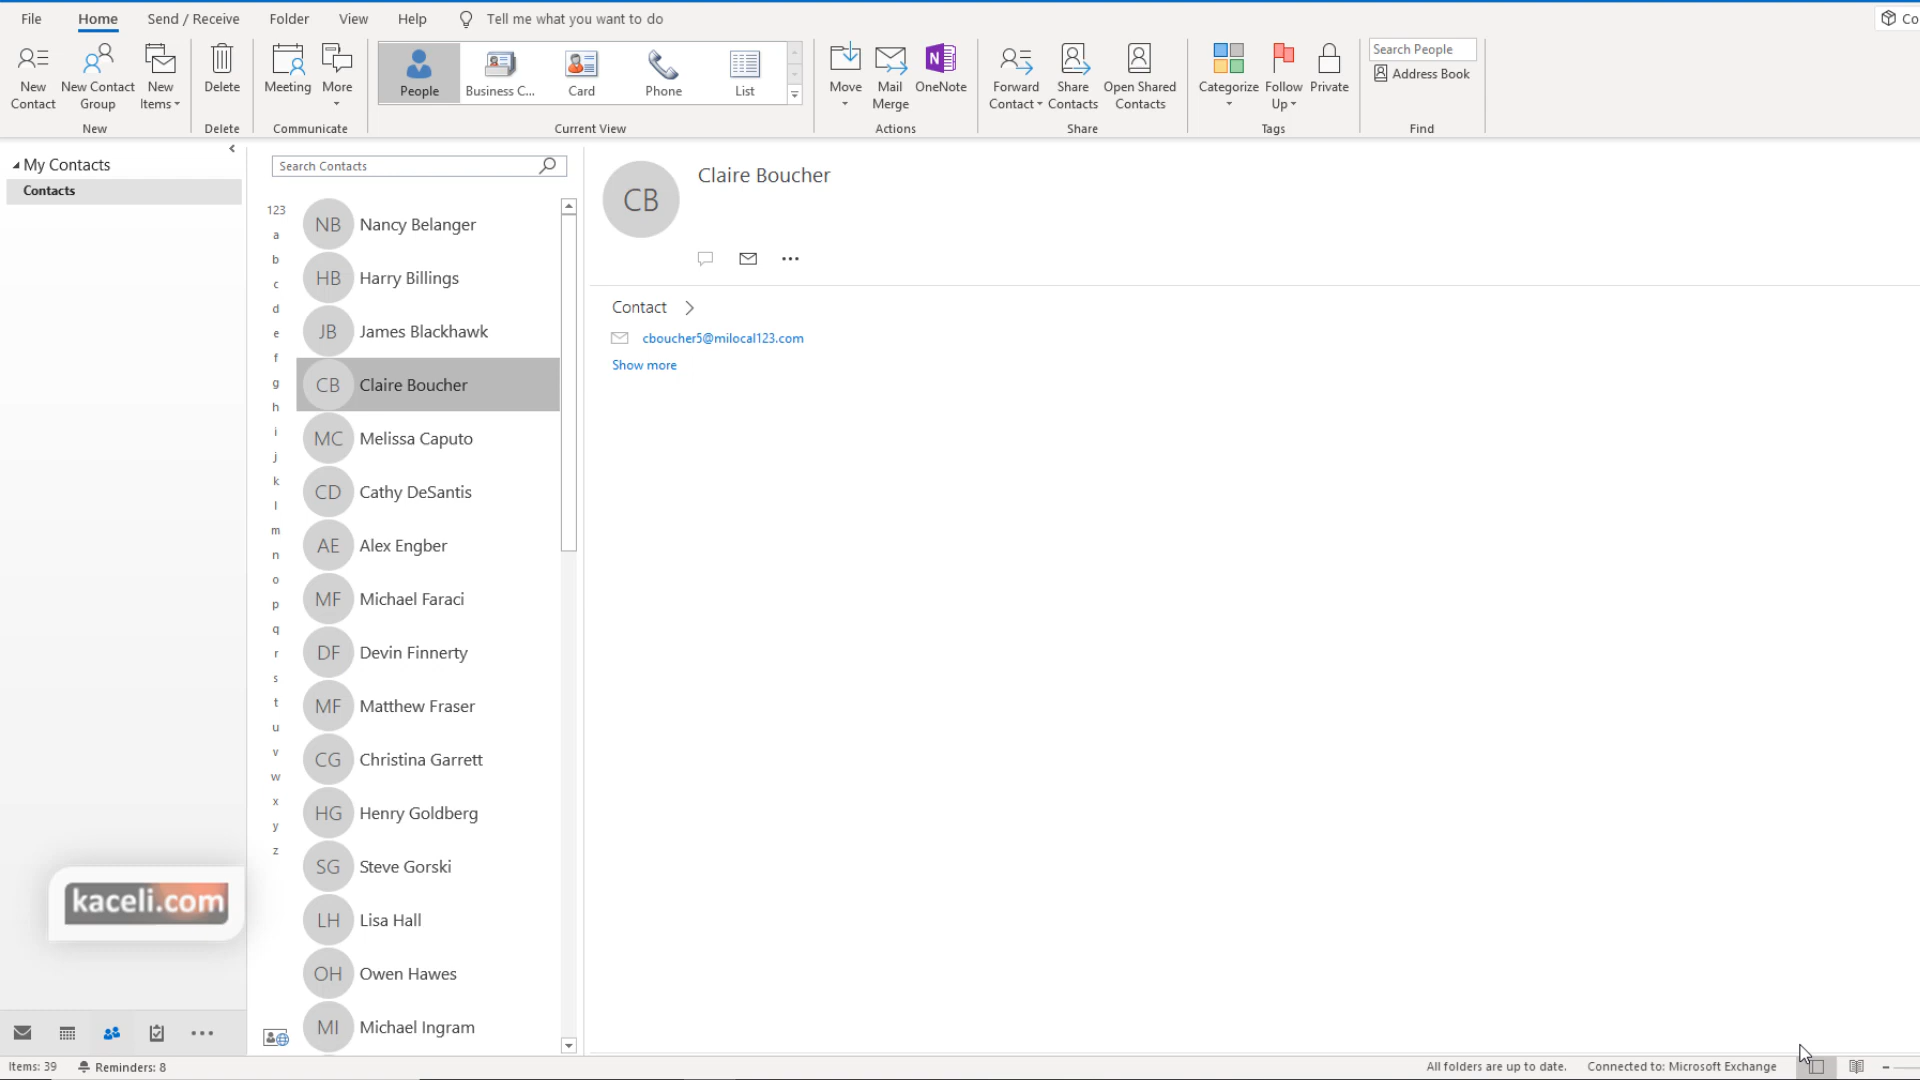 File Home Send / Receive Folder View Help Tell me what you want to do Co
New Contact
New Contact Group
New Items
New
Delete
Delete
Meeting
More
Communicate
People
Business C...
Card
Phone
List
Current View
Move
Mail Merge
OneNote
Actions
Forward Contact
Share Contacts
Open Shared Contacts
Share
Categorize
Follow Up
Private
Tags
Search People
Address Book
Find
My Contacts
Contacts
Search Contacts
123
a
b
c
d
e
f
g
h
i
j
k
l
m
n
o
p
q
r
s
t
u
v
w
x
y
z
NB Nancy Belanger
HB Harry Billings
JB James Blackhawk
CB Claire Boucher
MC Melissa Caputo
CD Cathy DeSantis
AE Alex Engber
MF Michael Faraci
DF Devin Finnerty
MF Matthew Fraser
CG Christina Garrett
HG Henry Goldberg
SG Steve Gorski
LH Lisa Hall
OH Owen Hawes
MI Michael Ingram
CB Claire Boucher
Contact
cboucher5@milocal123.com
Show more
kaceli.com
Items: 39 Reminders: 8 All folders are up to date. Connected to: Microsoft Exchange